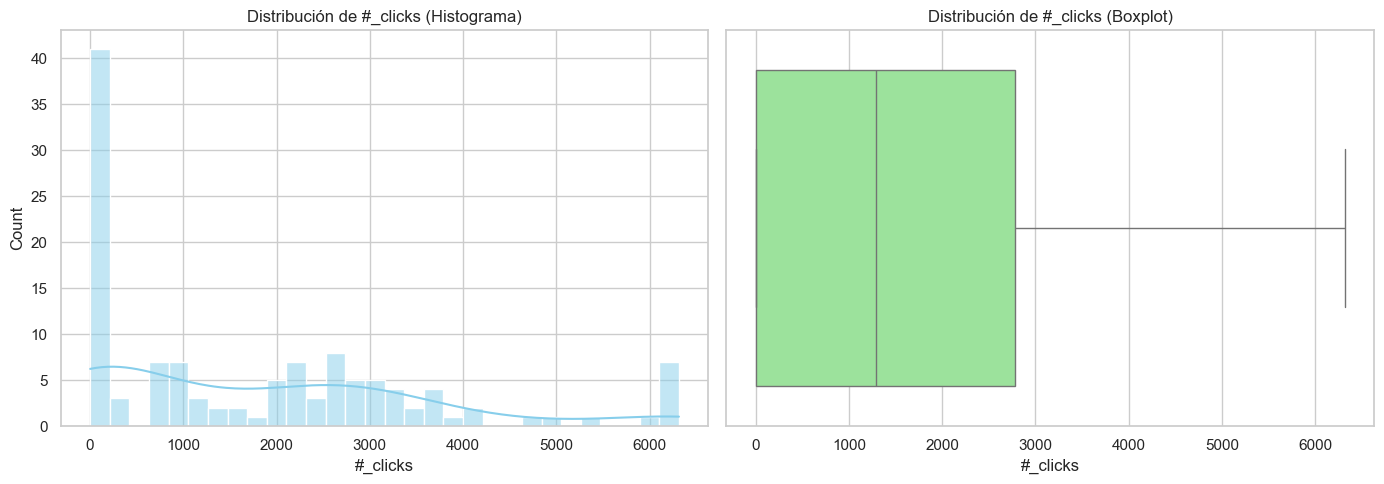 Distribución de #_clicks (Histograma)
40
35
30
25
20
15
10
5
0
Count
0 1000 2000 3000 4000 5000 6000
#_clicks
Distribución de #_clicks (Boxplot)
0 1000 2000 3000 4000 5000 6000
#_clicks